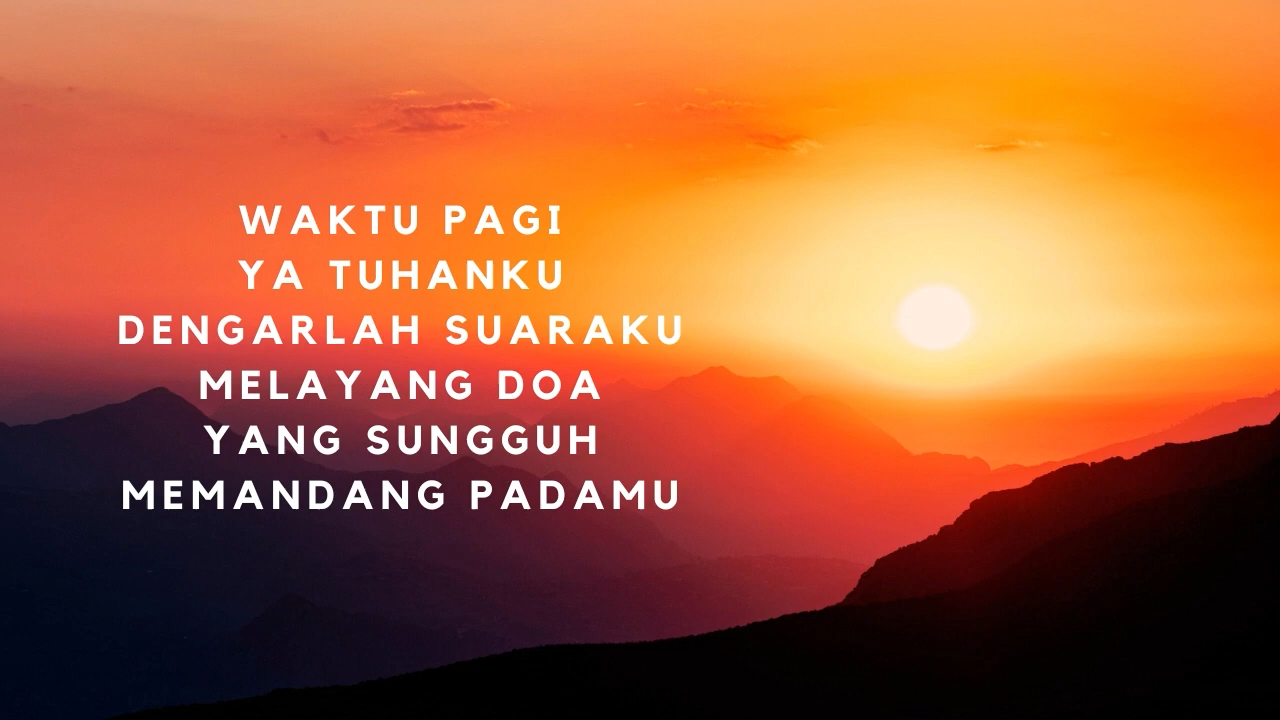 WAKTU PAGI
YA TUHANKU
DENGARLAH SUARAKU
MELAYANG DOA
YANG SUNGGUH
MEMANDANG PADAMU